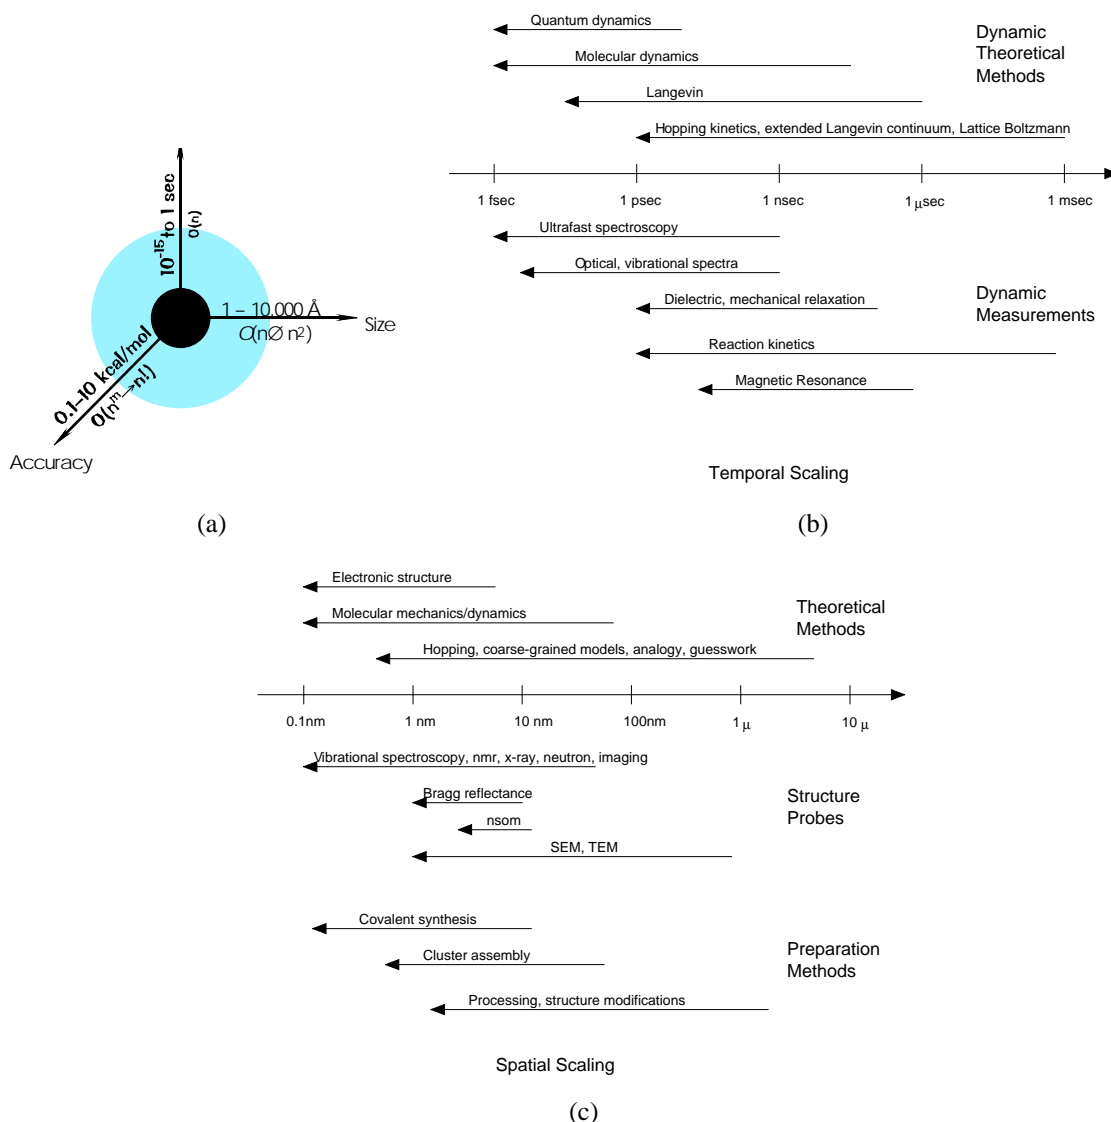 10⁻¹⁵ to 1 sec
O(n)
1 – 10,000 Å
O(nØ n²)
Size
0.1–10 kcal/mol
O(nᵐ→n!)
Accuracy
(a)
Quantum dynamics
Molecular dynamics
Langevin
Hopping kinetics, extended Langevin continuum, Lattice Boltzmann
Dynamic
Theoretical
Methods
1 fsec 1 psec 1 nsec 1 μsec 1 msec
Ultrafast spectroscopy
Optical, vibrational spectra
Dielectric, mechanical relaxation
Reaction kinetics
Magnetic Resonance
Dynamic
Measurements
Temporal Scaling
(b)
Electronic structure
Molecular mechanics/dynamics
Hopping, coarse-grained models, analogy, guesswork
Theoretical
Methods
0.1nm 1 nm 10 nm 100nm 1 μ 10 μ
Vibrational spectroscopy, nmr, x-ray, neutron, imaging
Bragg reflectance
nsom
SEM, TEM
Structure
Probes
Covalent synthesis
Cluster assembly
Processing, structure modifications
Preparation
Methods
Spatial Scaling
(c)